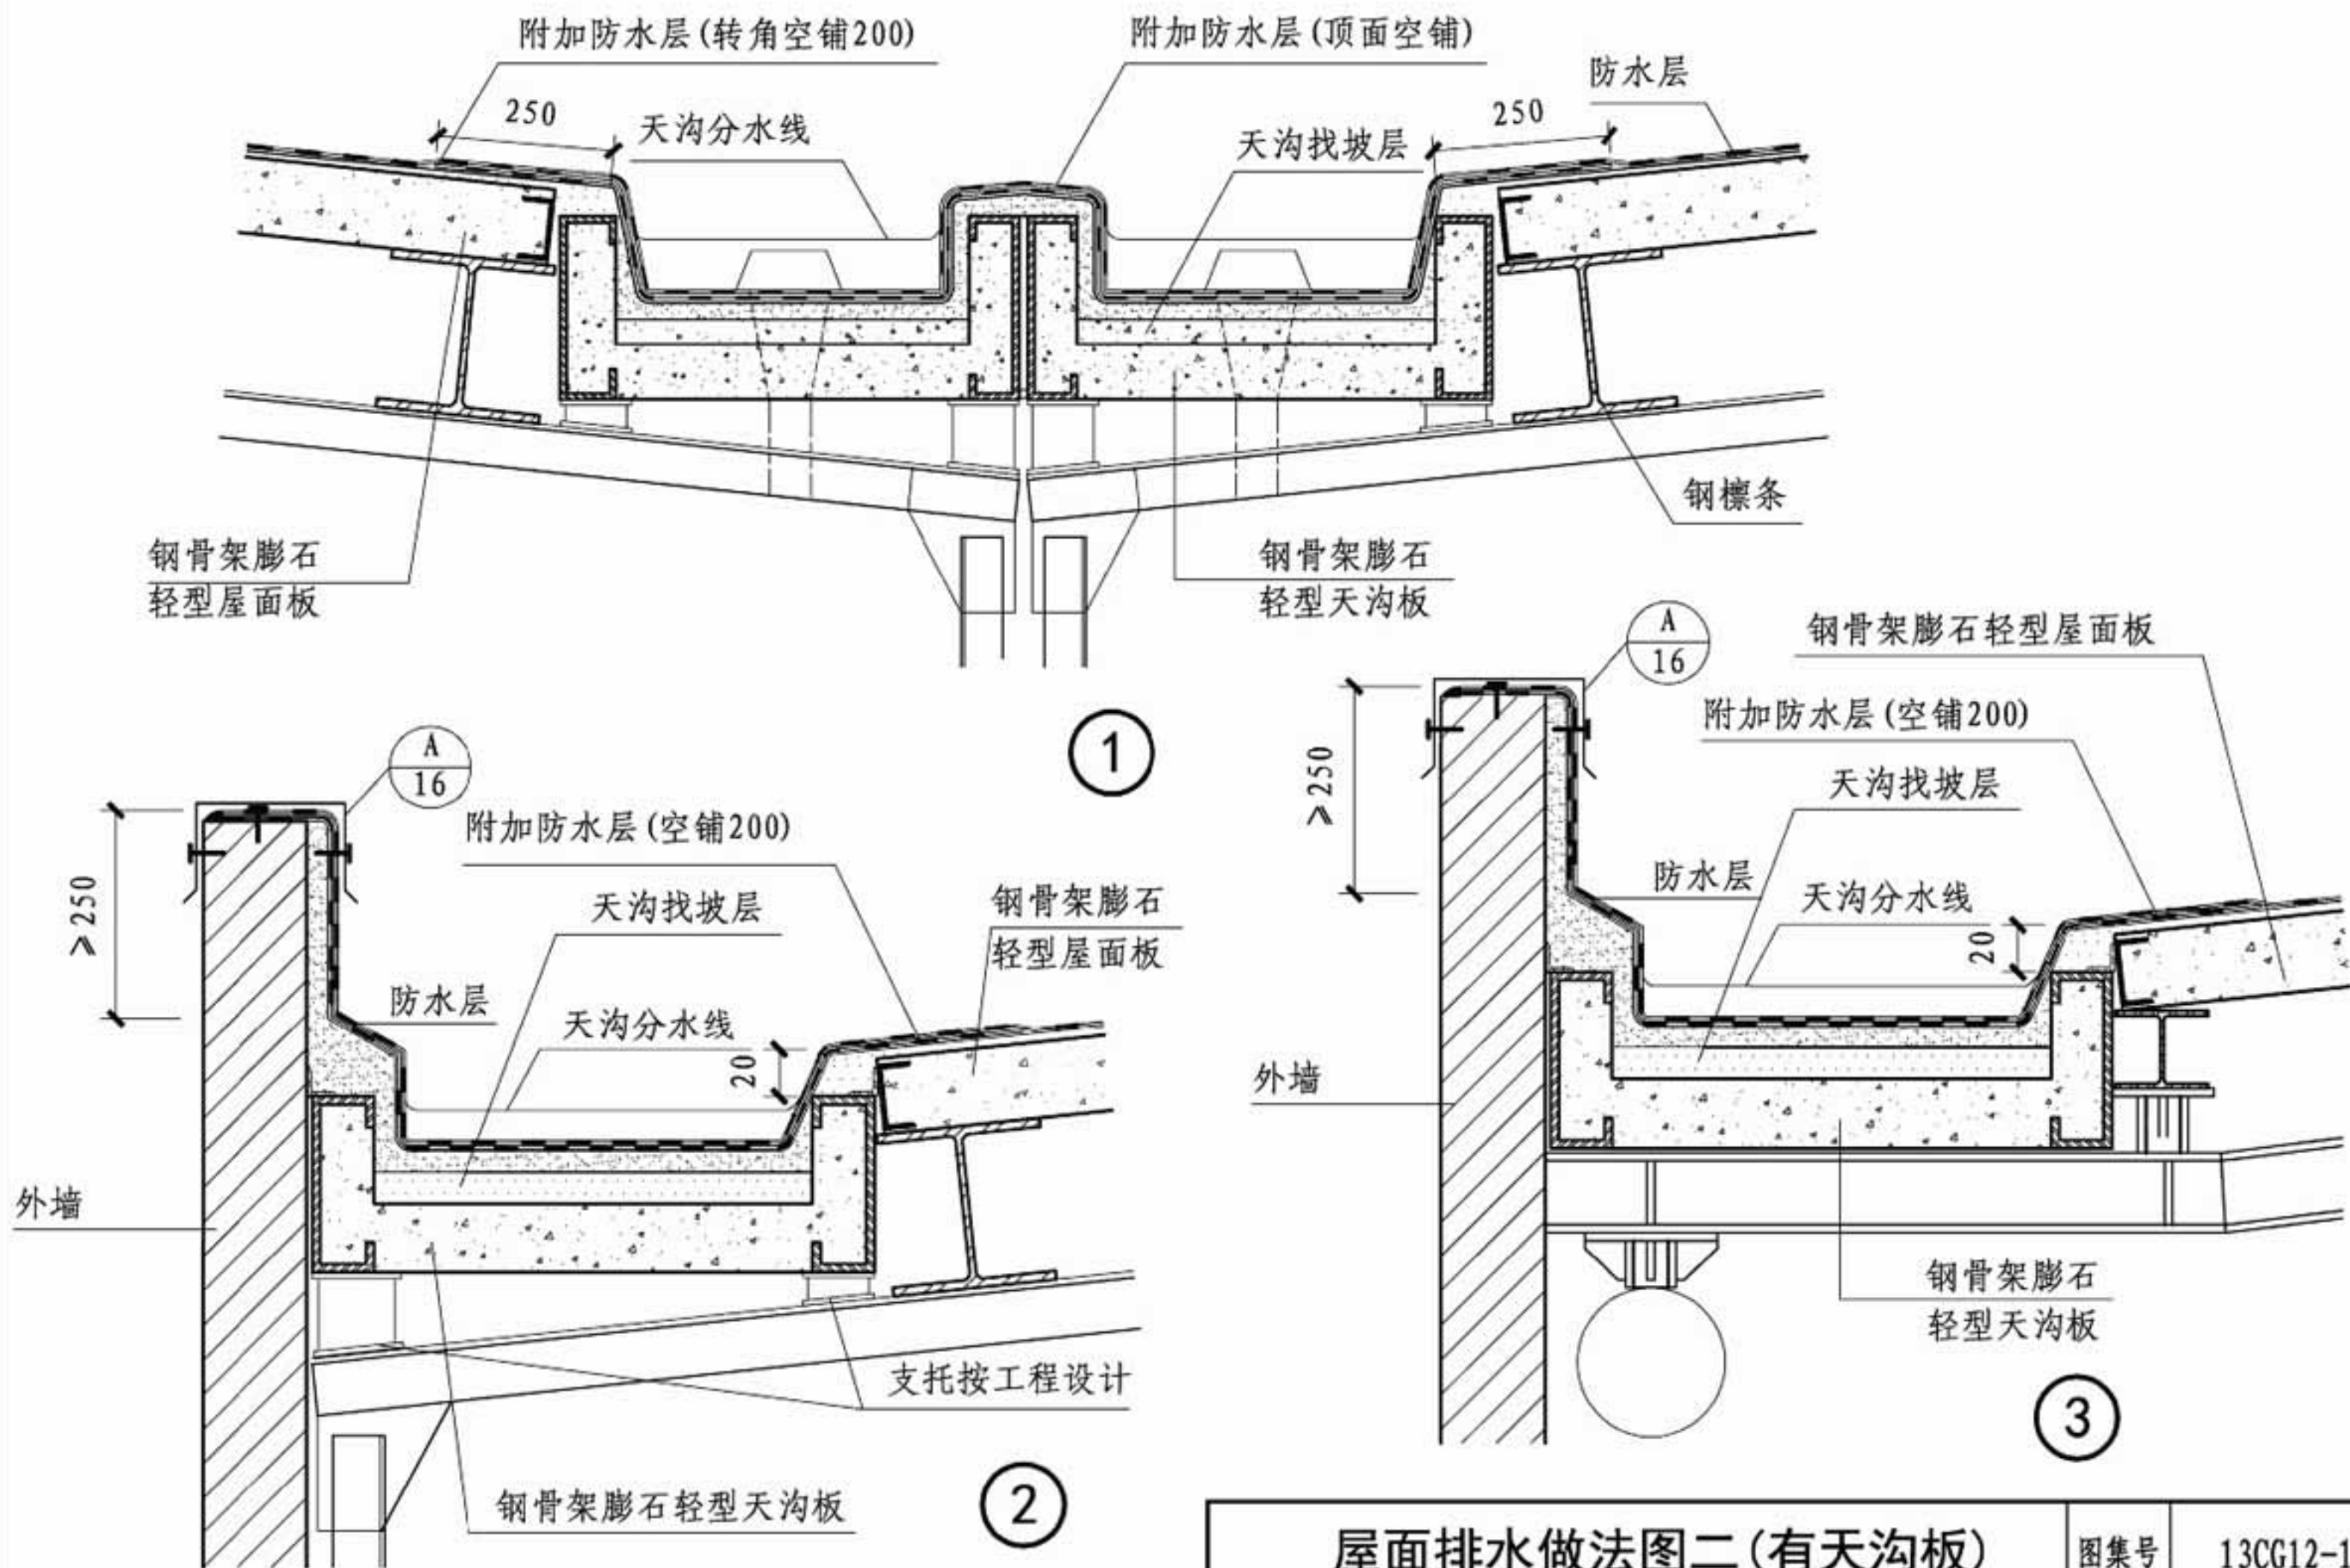 附加防水层(转角空铺200)
附加防水层(顶面空铺)
防水层
250
天沟分水线
天沟找坡层
250
钢檩条
钢骨架膨石
轻型屋面板
钢骨架膨石
轻型天沟板
1
A
16
≥250
附加防水层(空铺200)
天沟找坡层
钢骨架膨石
轻型屋面板
防水层
天沟分水线
20
外墙
支托按工程设计
钢骨架膨石轻型天沟板
2
A
16
钢骨架膨石轻型屋面板
≥250
附加防水层(空铺200)
天沟找坡层
防水层
天沟分水线
20
外墙
钢骨架膨石
轻型天沟板
3
屋面排水做法图二(有天沟板)
图集号
13CG12-1